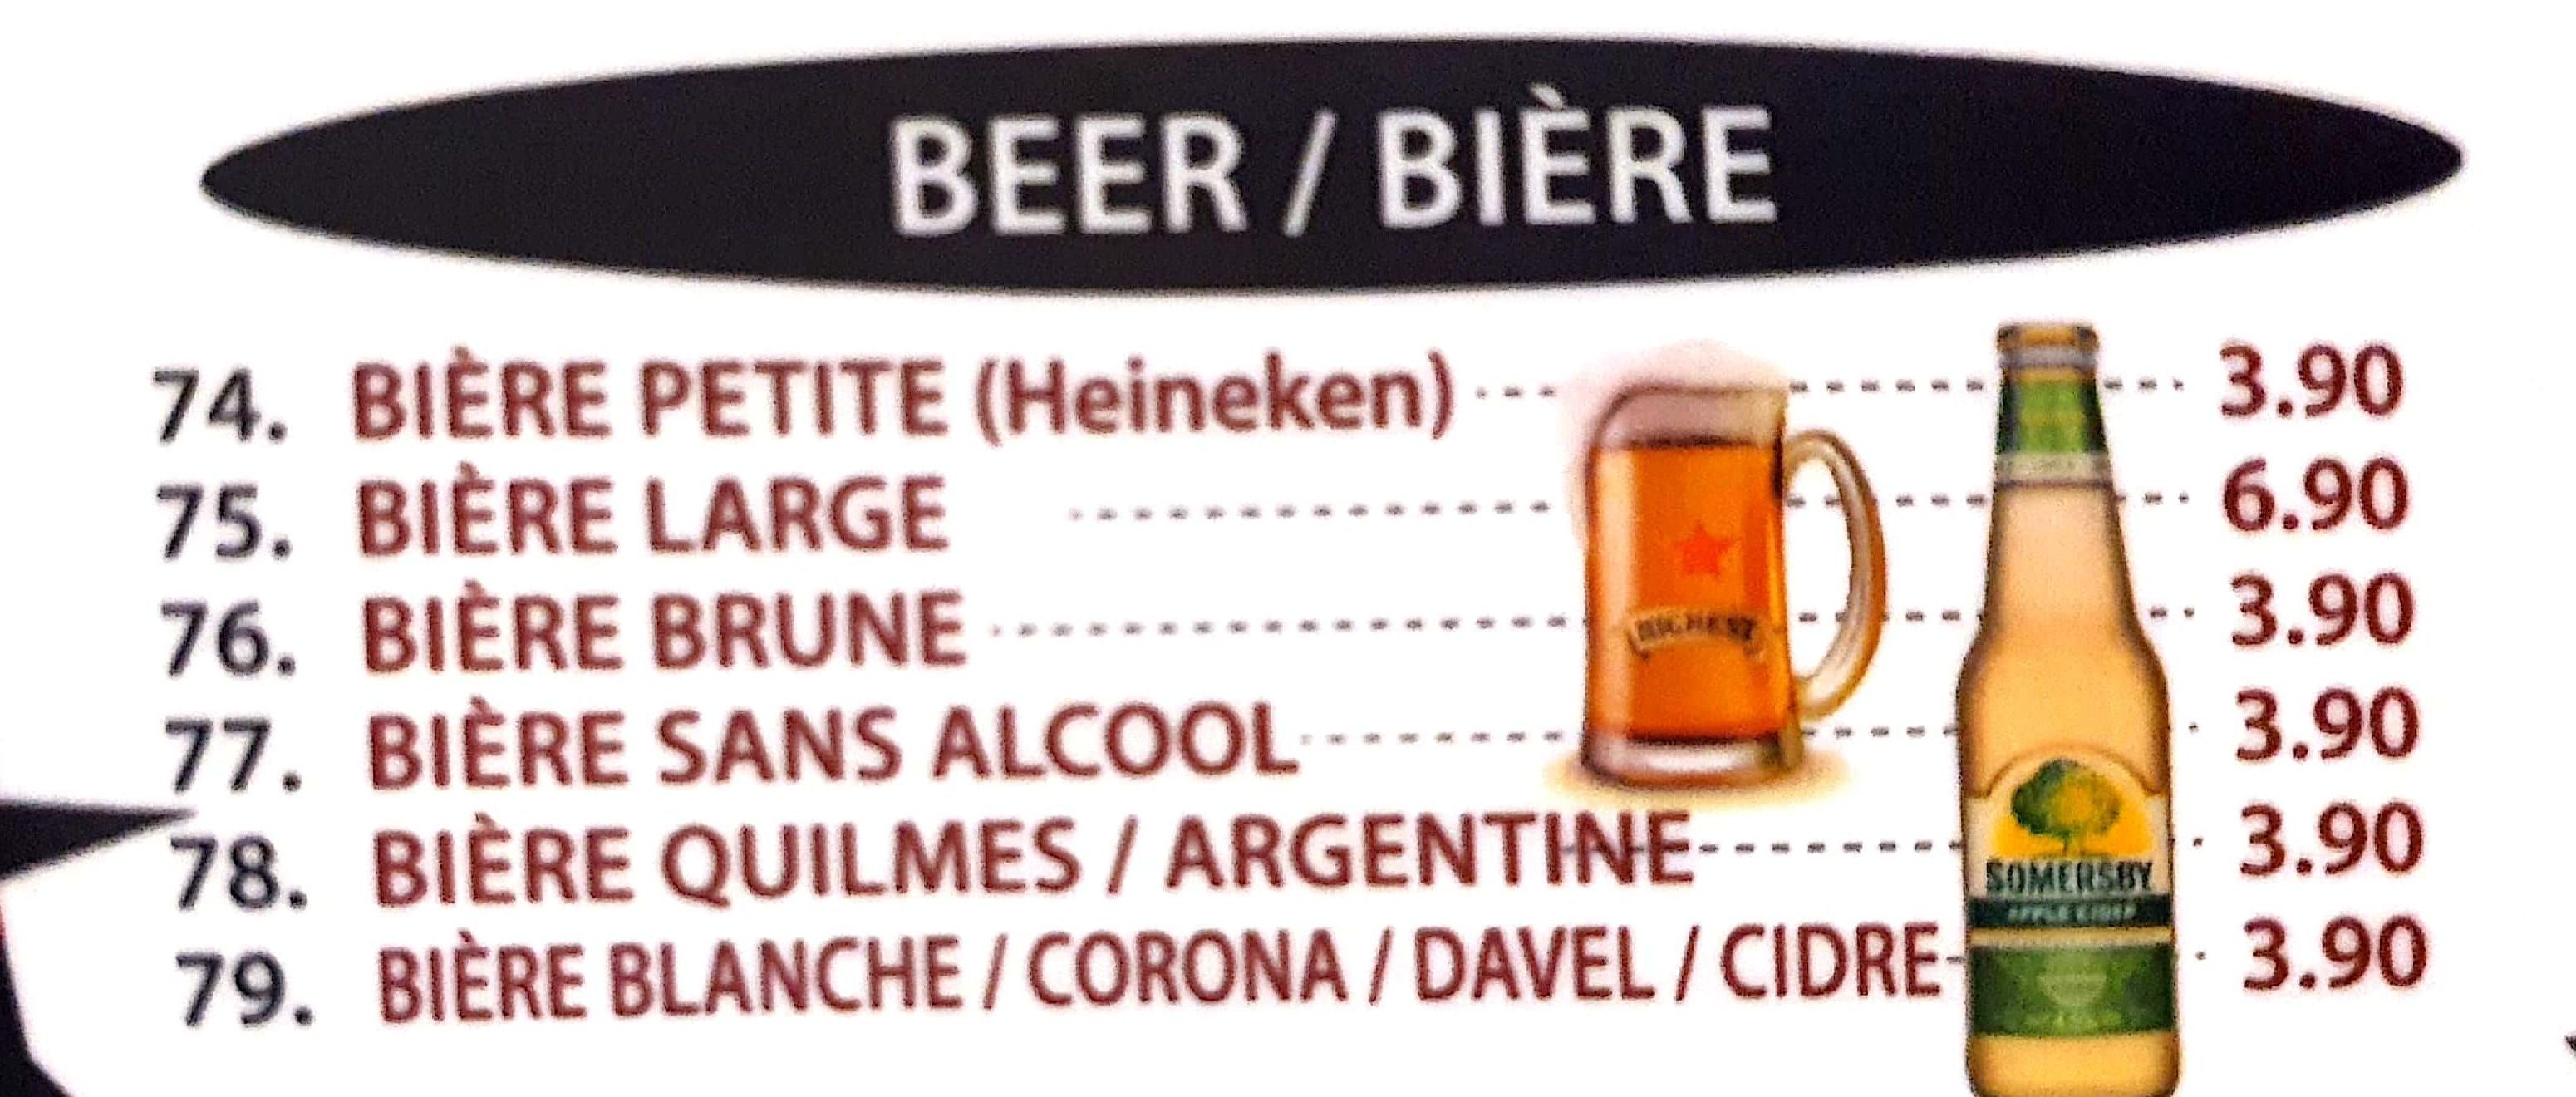 BEER / BIÈRE
74. BIÈRE PETITE (Heineken) 3.90
75. BIÈRE LARGE 6.90
76. BIÈRE BRUNE 3.90
77. BIÈRE SANS ALCOOL 3.90
78. BIÈRE QUILMES / ARGENTINE 3.90
79. BIÈRE BLANCHE / CORONA / DAVEL / CIDRE 3.90
HIGHEST
SOMERSBY
APPLE CIDER